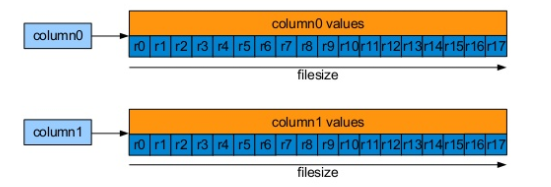 column0 values
column0
r0 r1 r2 r3 r4 r5 r6 r7 r8 r9 r10 r11 r12 r13 r14 r15 r16 r17
filesize
column1 values
column1
r0 r1 r2 r3 r4 r5 r6 r7 r8 r9 r10 r11 r12 r13 r14 r15 r16 r17
filesize